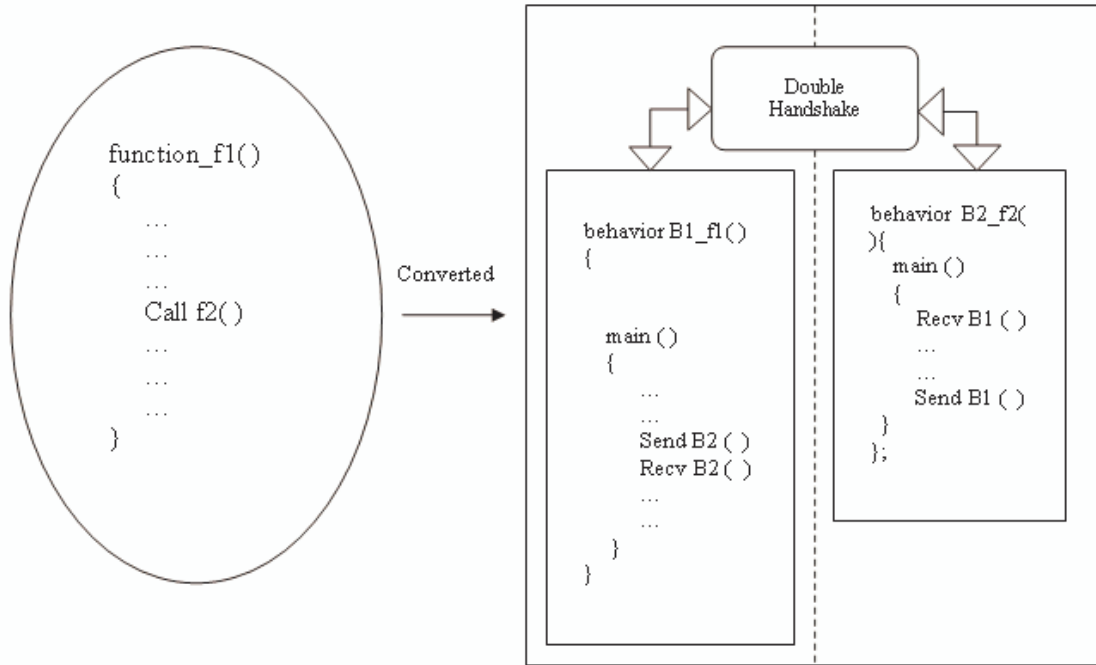 function_f1()
{
...
...
...
Call f2()
...
...
...
}
Converted
Double
Handshake
behavior B1_f1()
{
main ()
{
...
...
Send B2 ( )
Recv B2 ( )
...
...
}
}
behavior B2_f2(
){
main ()
{
Recv B1 ( )
...
...
Send B1 ( )
}
};